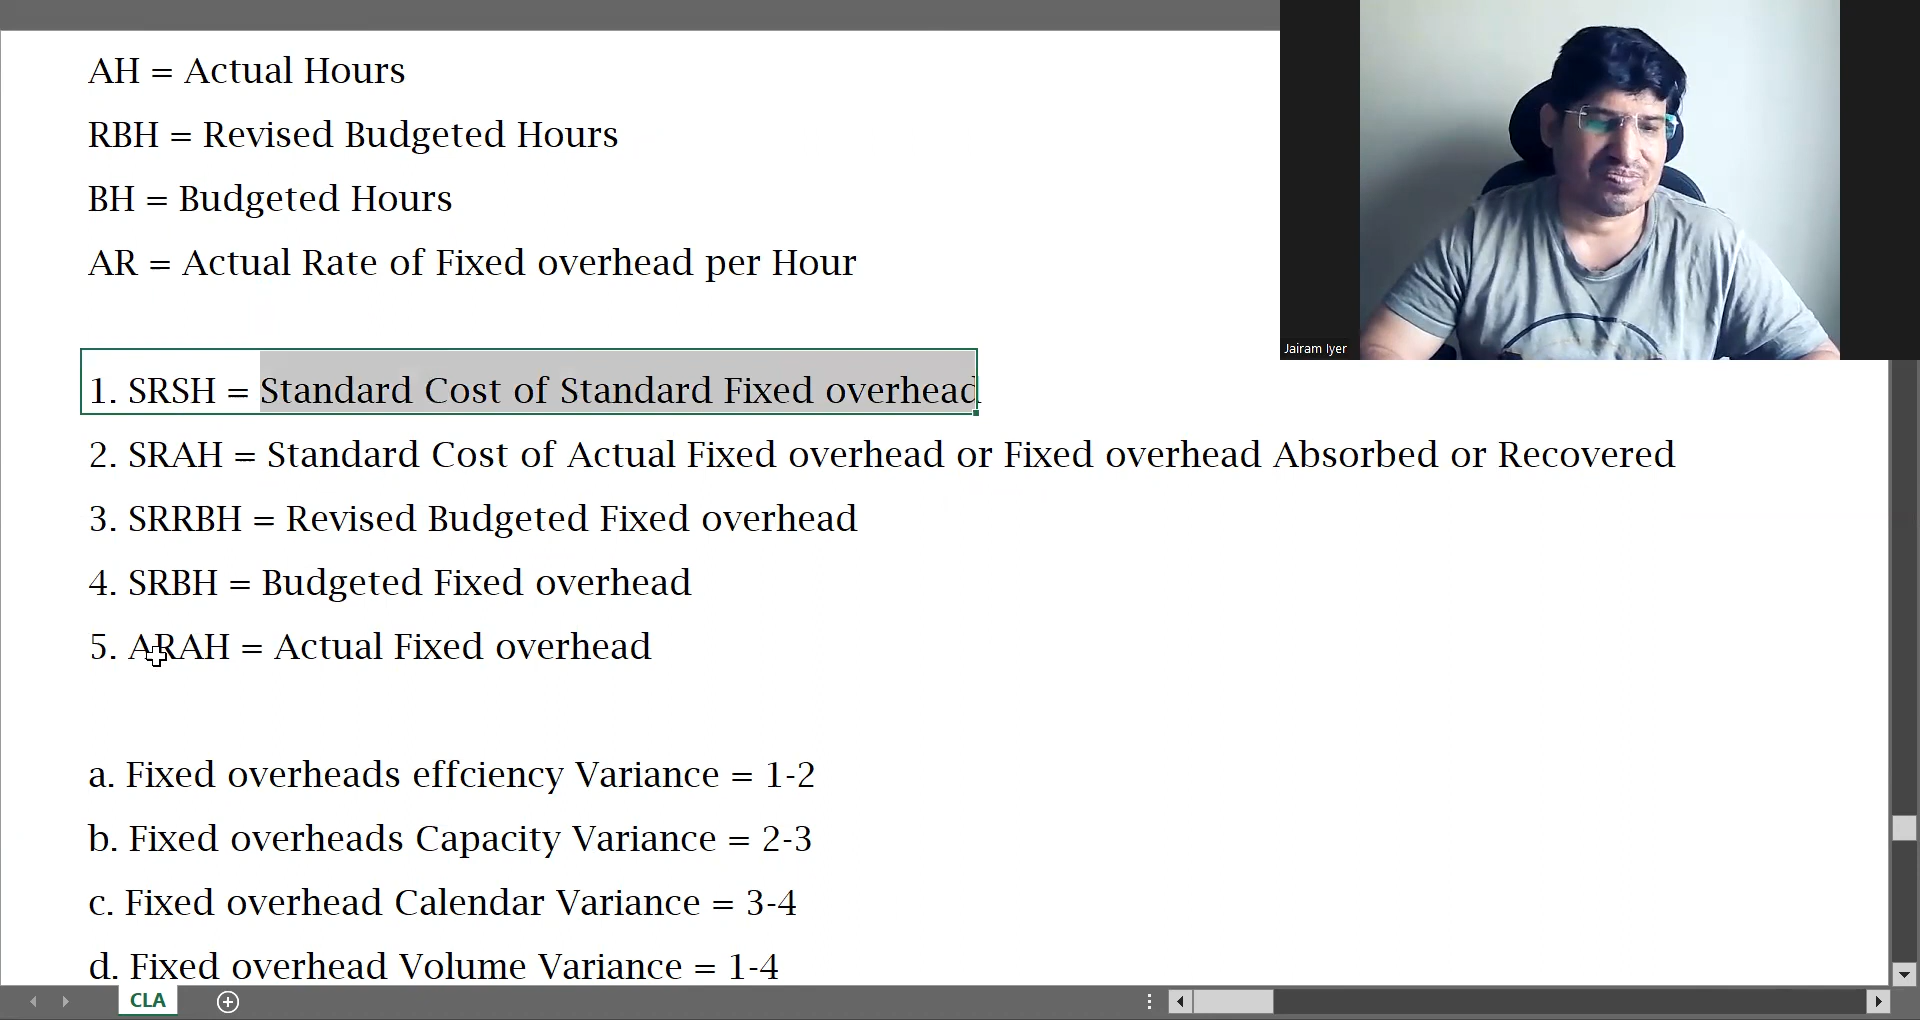 AH = Actual Hours
RBH = Revised Budgeted Hours
BH = Budgeted Hours
AR = Actual Rate of Fixed overhead per Hour
Jairam Iyer
1. SRSH = Standard Cost of Standard Fixed overhead
2. SRAH = Standard Cost of Actual Fixed overhead or Fixed overhead Absorbed or Recovered
3. SRRBH = Revised Budgeted Fixed overhead
4. SRBH = Budgeted Fixed overhead
5. ARAH = Actual Fixed overhead
a. Fixed overheads effciency Variance = 1-2
b. Fixed overheads Capacity Variance = 2-3
c. Fixed overhead Calendar Variance = 3-4
d. Fixed overhead Volume Variance = 1-4
CLA